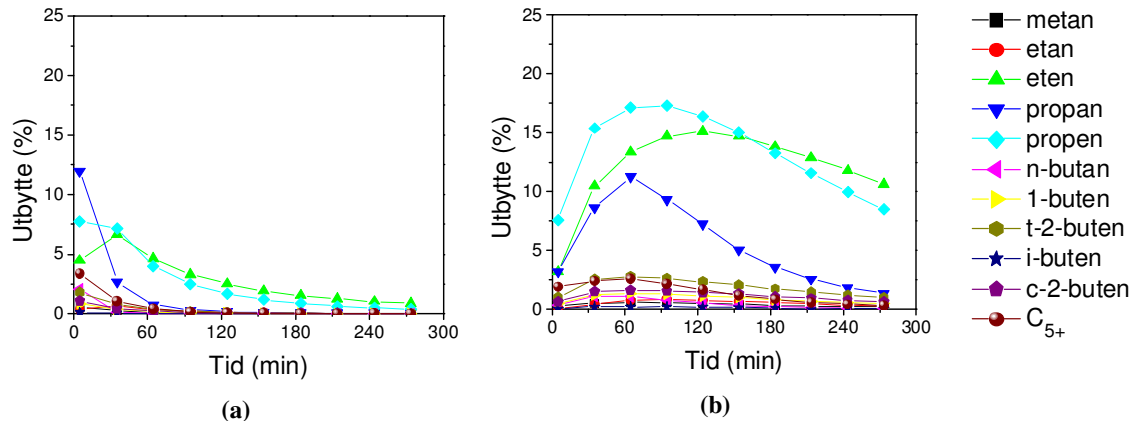 25
20
15
10
5
0
Utbytte (%)
0 60 120 180 240 300
Tid (min)
(a)
25
20
15
10
5
0
Utbytte (%)
0 60 120 180 240 300
Tid (min)
(b)
metan
etan
eten
propan
propen
n-butan
1-buten
t-2-buten
i-buten
c-2-buten
C5+